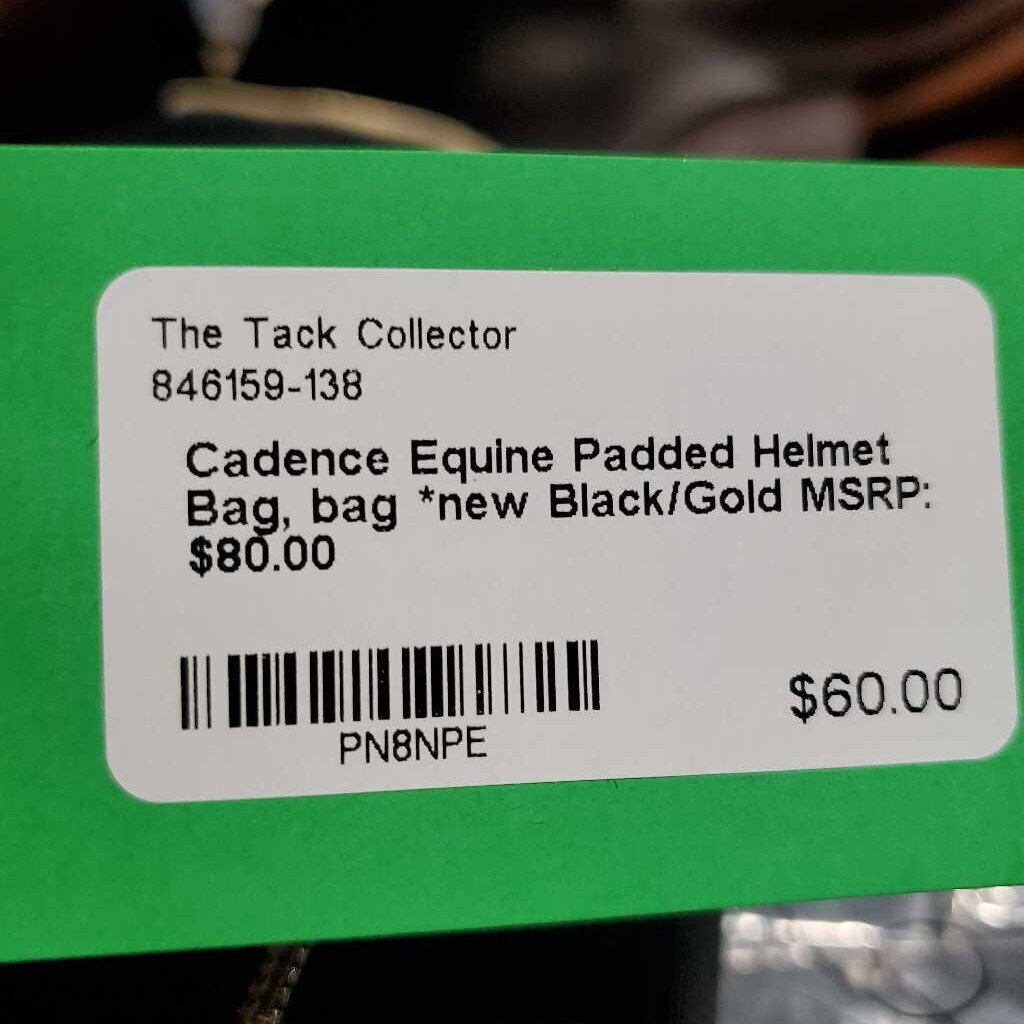 The Tack Collector
846159-138
Cadence Equine Padded Helmet
Bag, bag *new Black/Gold MSRP:
$80.00
PN8NPE
$60.00